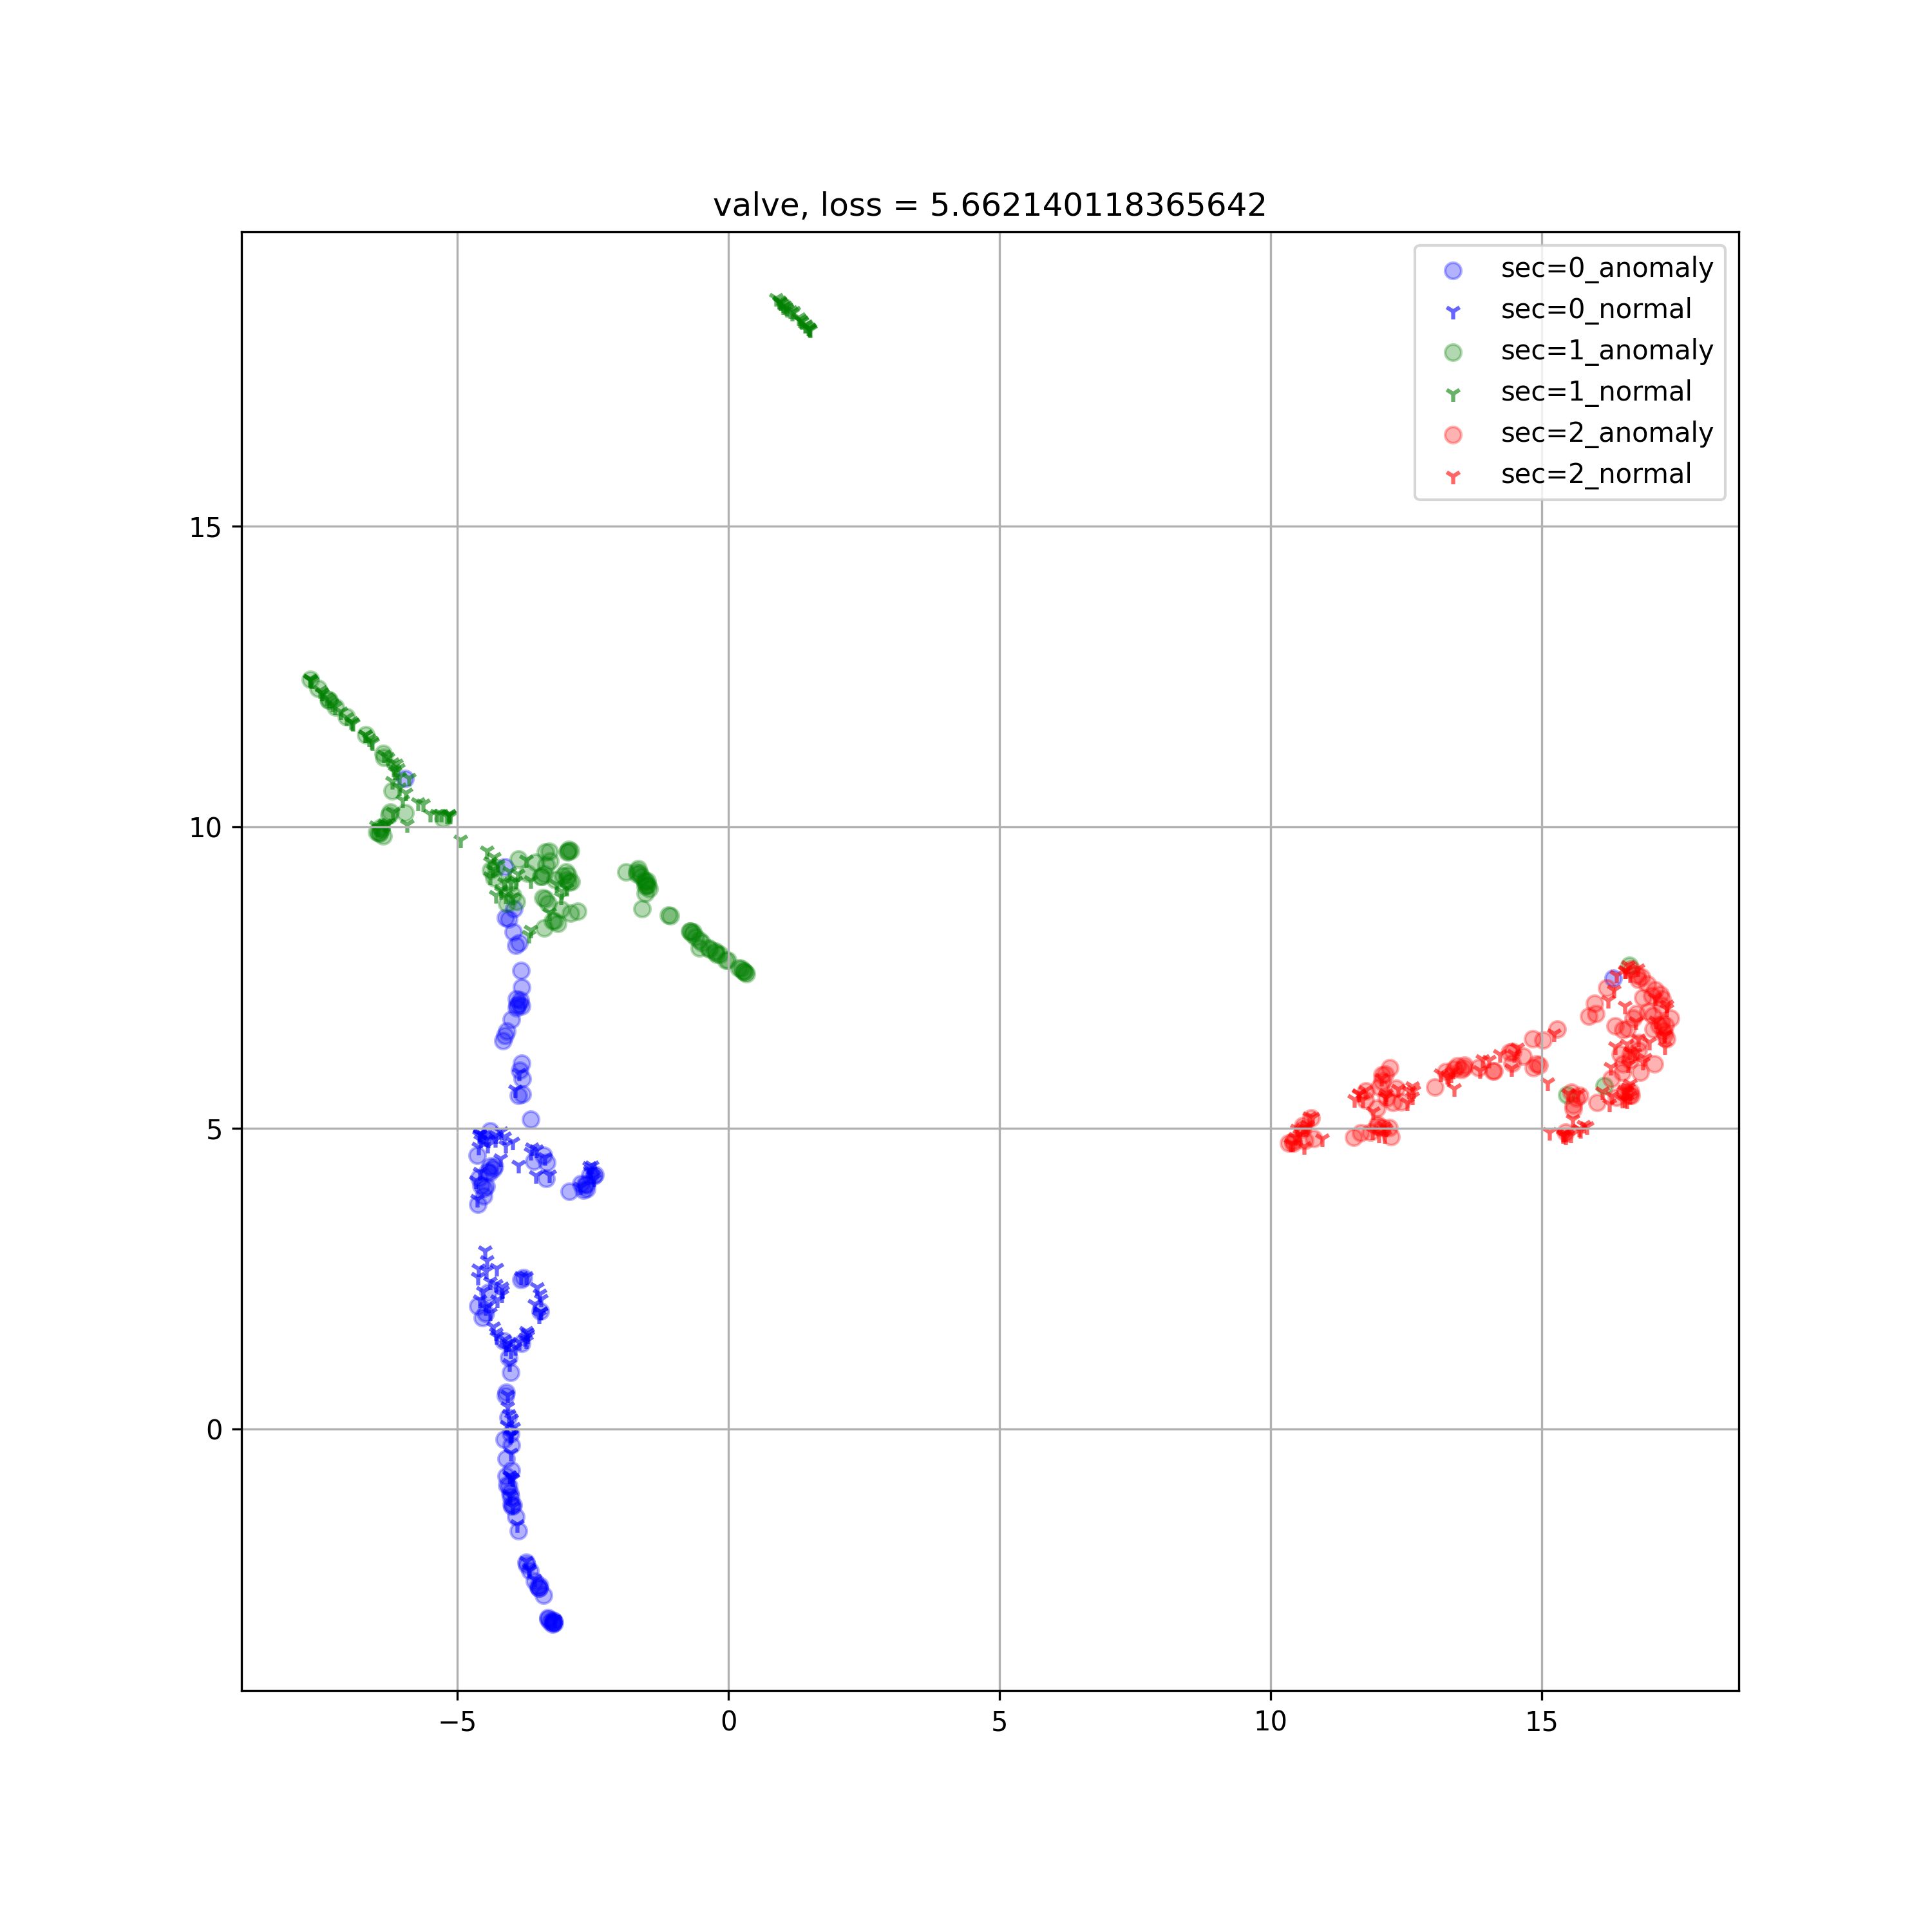 valve, loss = 5.662140118365642
sec=0_anomaly
sec=0_normal
sec=1_anomaly
sec=1_normal
sec=2_anomaly
sec=2_normal
15
10
5
0
−5 0 5 10 15